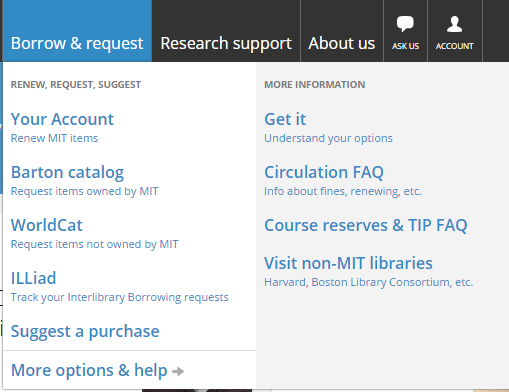 Borrow & request
Research support
About us
ASK US
ACCOUNT
RENEW, REQUEST, SUGGEST
Your Account
Renew MIT items
Barton catalog
Request items owned by MIT
WorldCat
Request items not owned by MIT
ILLiad
Track your Interlibrary Borrowing requests
Suggest a purchase
More options & help
MORE INFORMATION
Get it
Understand your options
Circulation FAQ
Info about fines, renewing, etc.
Course reserves & TIP FAQ
Visit non-MIT libraries
Harvard, Boston Library Consortium, etc.